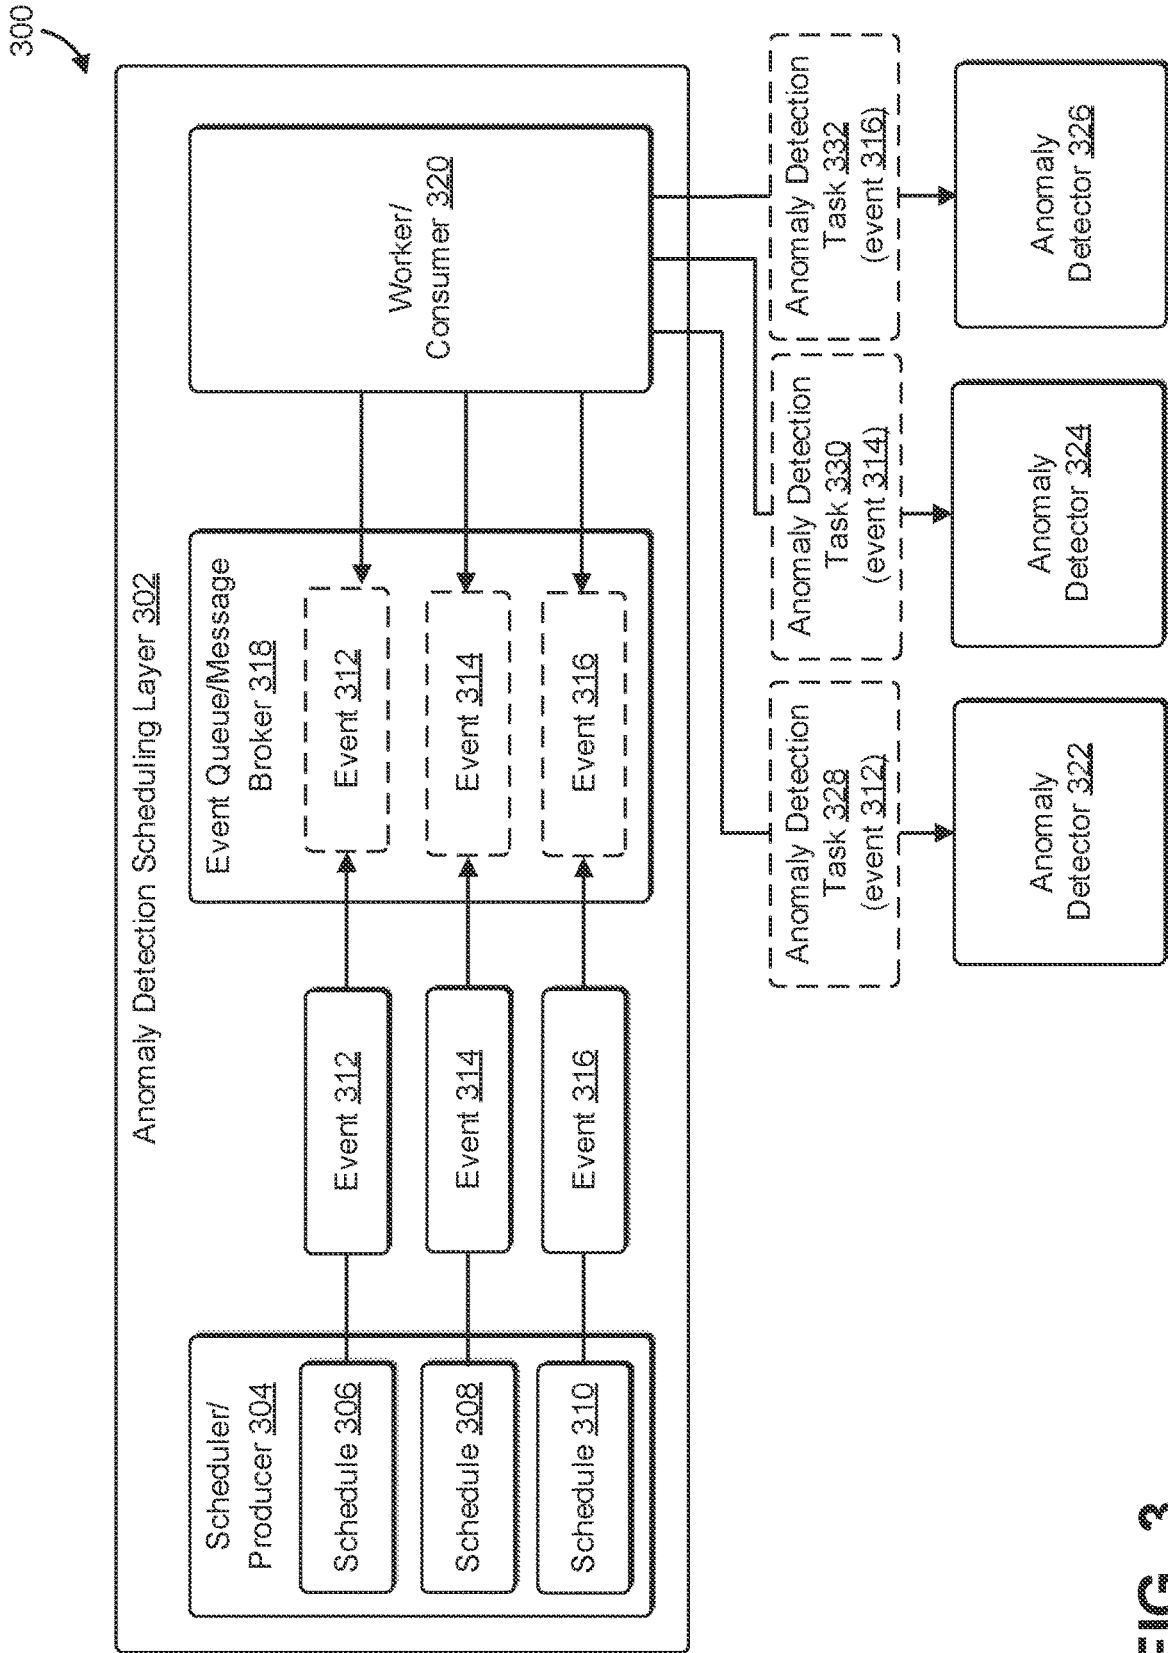 300
Anomaly Detection Scheduling Layer 302
Scheduler/
Producer 304
Schedule 306
Schedule 308
Schedule 310
Event 312
Event 314
Event 316
Event Queue/Message
Broker 318
Event 312
Event 314
Event 316
Worker/
Consumer 320
Anomaly Detection
Task 328
(event 312)
Anomaly Detection
Task 330
(event 314)
Anomaly Detection
Task 332
(event 316)
Anomaly
Detector 322
Anomaly
Detector 324
Anomaly
Detector 326
FIG. 3